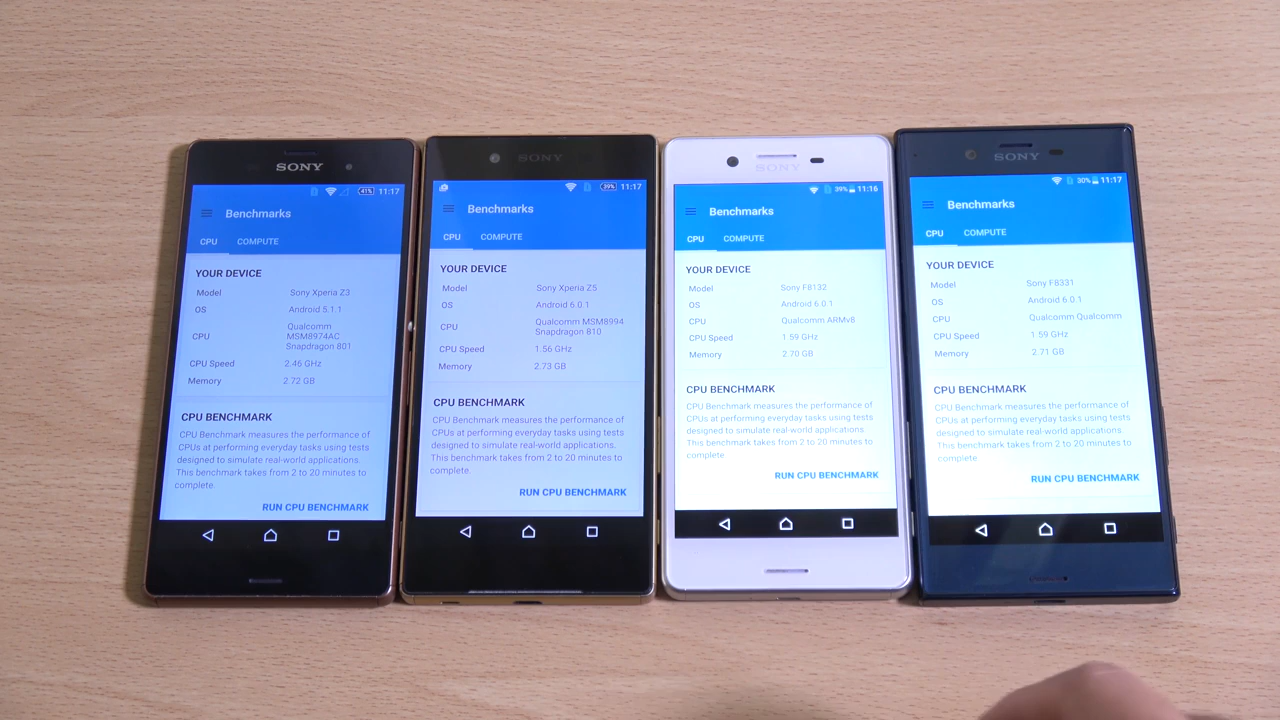 SONY
41% 11:17
Benchmarks
CPU COMPUTE
YOUR DEVICE
Model Sony Xperia Z3
OS Android 5.1.1
CPU Qualcomm
MSM8974AC
Snapdragon 801
CPU Speed 2.46 GHz
Memory 2.72 GB
CPU BENCHMARK
CPU Benchmark measures the performance of
CPUs at performing everyday tasks using tests
designed to simulate real-world applications.
This benchmark takes from 2 to 20 minutes to
complete.
RUN CPU BENCHMARK
SONY
39% 11:17
Benchmarks
CPU COMPUTE
YOUR DEVICE
Model Sony Xperia Z5
OS Android 6.0.1
CPU Qualcomm MSM8994
Snapdragon 810
CPU Speed 1.56 GHz
Memory 2.73 GB
CPU BENCHMARK
CPU Benchmark measures the performance of
CPUs at performing everyday tasks using tests
designed to simulate real-world applications.
This benchmark takes from 2 to 20 minutes to
complete.
RUN CPU BENCHMARK
SONY
39% 11:16
Benchmarks
CPU COMPUTE
YOUR DEVICE
Model Sony F8132
OS Android 6.0.1
CPU Qualcomm ARMv8
CPU Speed 1.59 GHz
Memory 2.70 GB
CPU BENCHMARK
CPU Benchmark measures the performance of
CPUs at performing everyday tasks using tests
designed to simulate real-world applications.
This benchmark takes from 2 to 20 minutes to
complete.
RUN CPU BENCHMARK
SONY
30% 11:17
Benchmarks
CPU COMPUTE
YOUR DEVICE
Model Sony F8331
OS Android 6.0.1
CPU Qualcomm Qualcomm
CPU Speed 1.59 GHz
Memory 2.71 GB
CPU BENCHMARK
CPU Benchmark measures the performance of
CPUs at performing everyday tasks using tests
designed to simulate real-world applications.
This benchmark takes from 2 to 20 minutes to
complete.
RUN CPU BENCHMARK